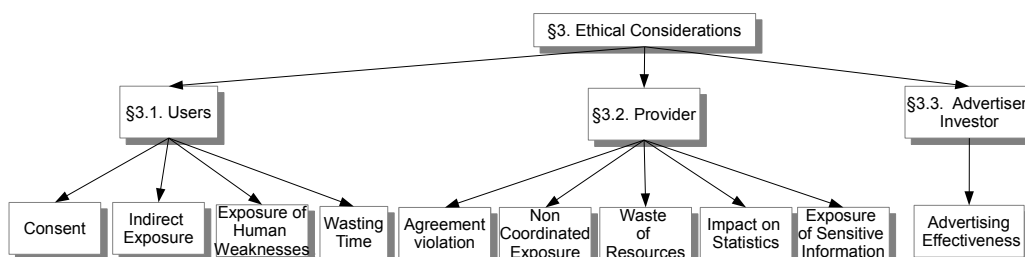 §3. Ethical Considerations
§3.1. Users
§3.2. Provider
§3.3. Advertiser
Investor
Consent
Indirect
Exposure
Exposure of
Human
Weaknesses
Wasting
Time
Agreement
violation
Non
Coordinated
Exposure
Waste
of
Resources
Impact on
Statistics
Exposure
of Sensitive
Information
Advertising
Effectiveness